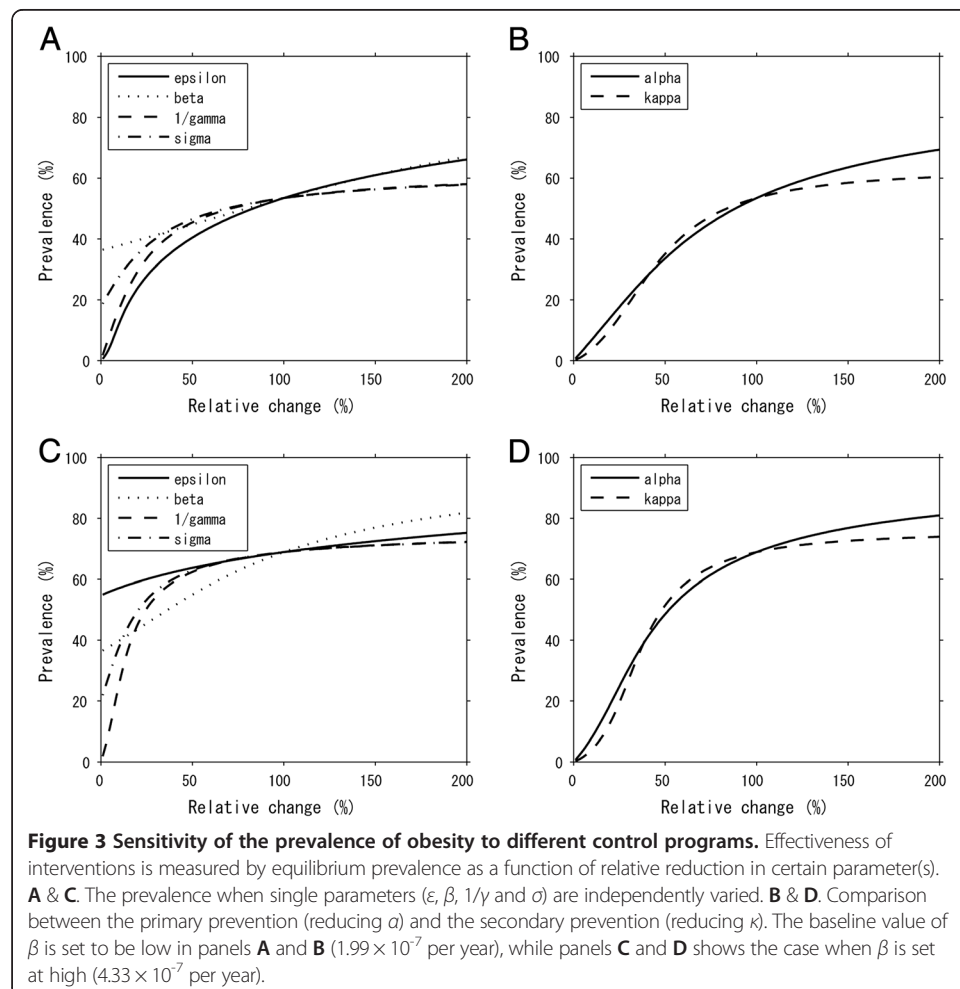 A
B
100
80
60
40
20
0
Prevalence (%)
epsilon
beta
1/gamma
sigma
0 50 100 150 200
Relative change (%)
100
80
60
40
20
0
Prevalence (%)
alpha
kappa
0 50 100 150 200
Relative change (%)
C
D
100
80
60
40
20
0
Prevalence (%)
epsilon
beta
1/gamma
sigma
0 50 100 150 200
Relative change (%)
100
80
60
40
20
0
Prevalence (%)
alpha
kappa
0 50 100 150 200
Relative change (%)
Figure 3 Sensitivity of the prevalence of obesity to different control programs. Effectiveness of
interventions is measured by equilibrium prevalence as a function of relative reduction in certain parameter(s).
A & C. The prevalence when single parameters (ε, β, 1/γ and σ) are independently varied. B & D. Comparison
between the primary prevention (reducing α) and the secondary prevention (reducing κ). The baseline value of
β is set to be low in panels A and B (1.99 × 10⁻⁷ per year), while panels C and D shows the case when β is set
at high (4.33 × 10⁻⁷ per year).